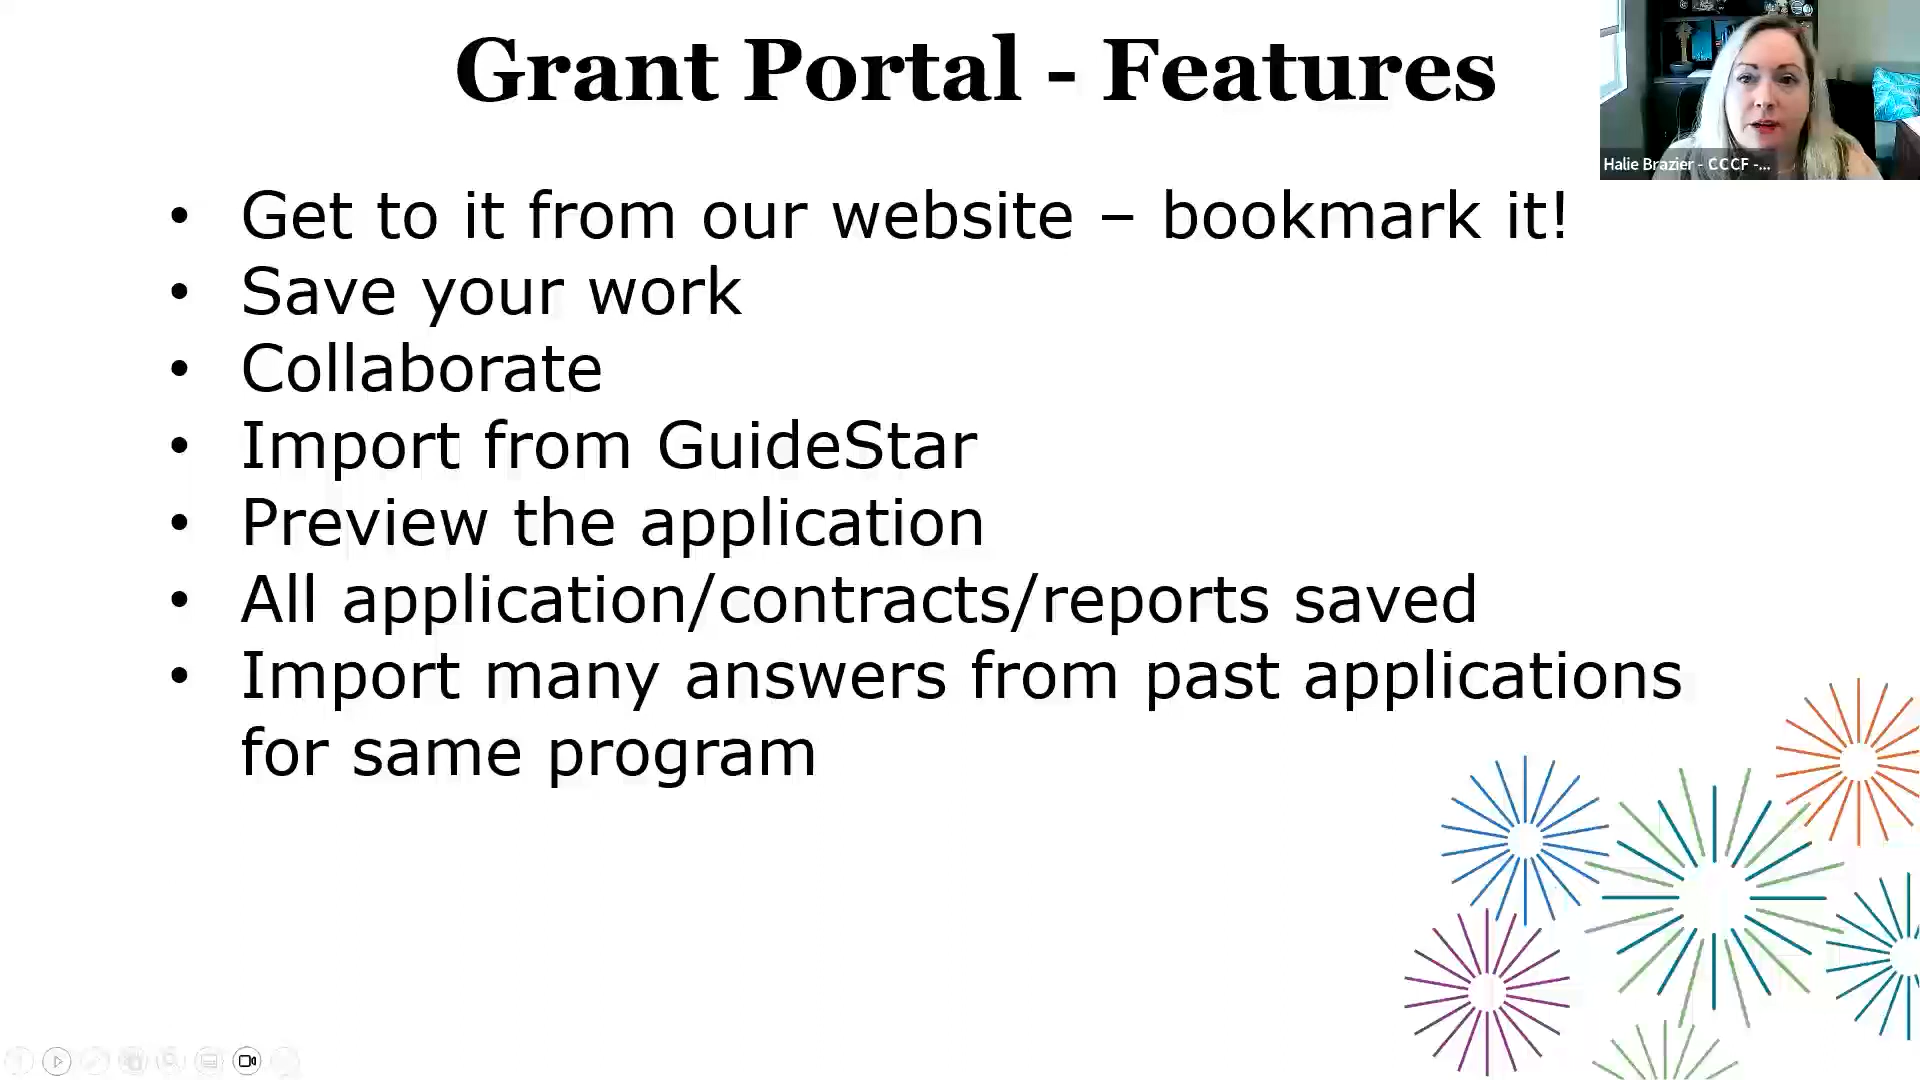 Grant Portal - Features
Halie Brazier - CCCF -...
• Get to it from our website – bookmark it!
• Save your work
• Collaborate
• Import from GuideStar
• Preview the application
• All application/contracts/reports saved
• Import many answers from past applications
for same program